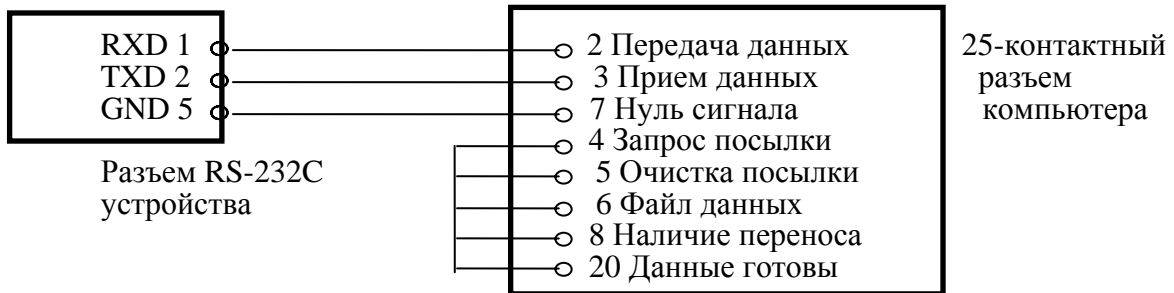 RXD 1
TXD 2
GND 5
Разъем RS-232C
устройства
2 Передача данных
3 Прием данных
7 Нуль сигнала
4 Запрос посылки
5 Очистка посылки
6 Файл данных
8 Наличие переноса
20 Данные готовы
25-контактный
разъем
компьютера